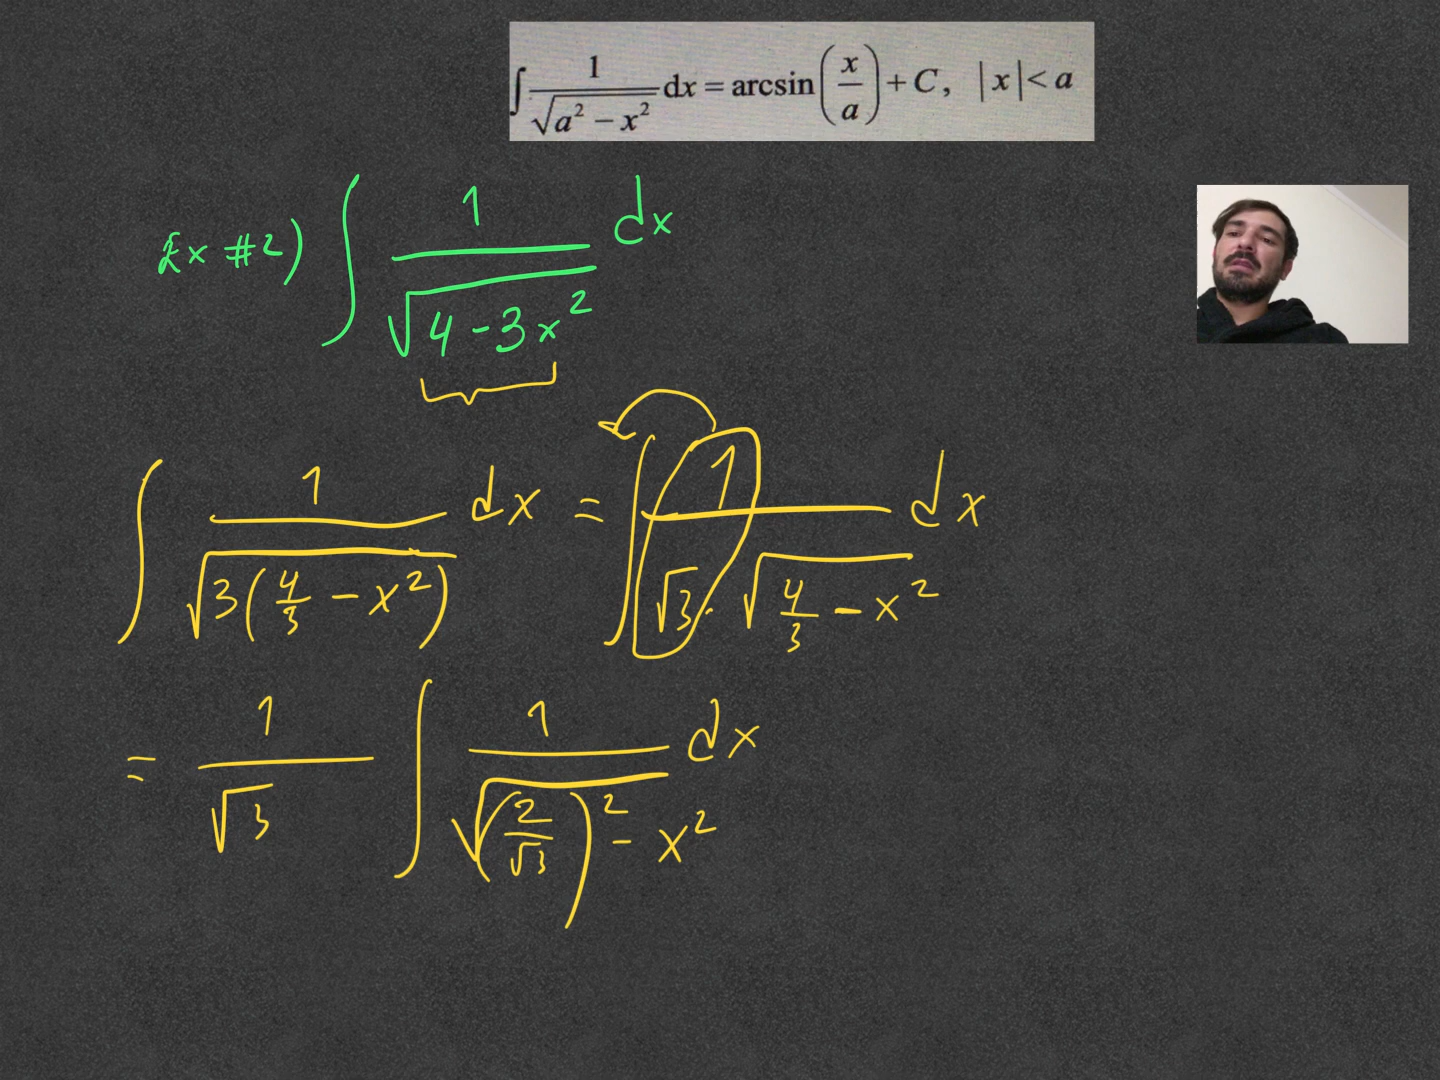 ∫ 1/√(a² − x²) dx = arcsin(x/a) + C, |x| < a
Ex #2) ∫ 1/√(4 - 3x²) dx
∫ 1/√(3(4/3 − x²)) dx = ∫ 1/(√3 · √(4/3 − x²)) dx
= 1/√3 ∫ 1/√((2/√3)² − x²) dx